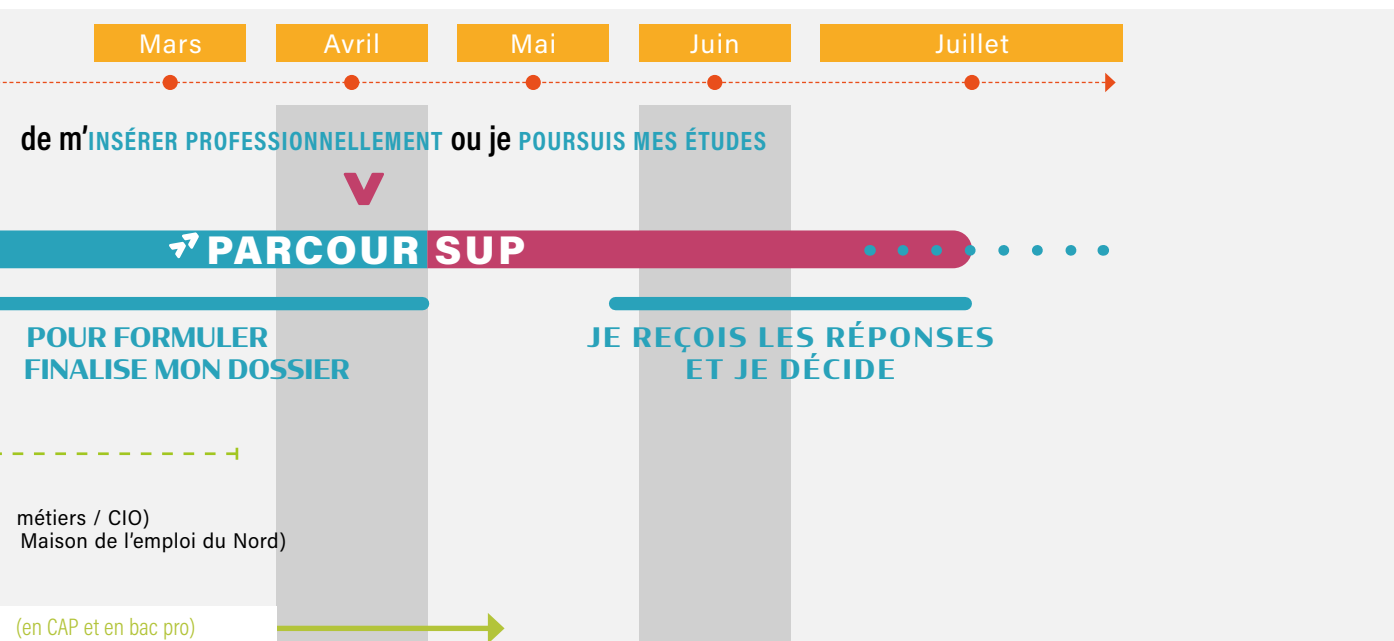 Mars Avril Mai Juin Juillet
de m'INSÉRER PROFESSIONNELLEMENT ou je POURSUIS MES ÉTUDES
PARCOURSUP
POUR FORMULER
FINALISE MON DOSSIER
JE REÇOIS LES RÉPONSES
ET JE DÉCIDE
métiers / CIO)
Maison de l'emploi du Nord)
(en CAP et en bac pro)